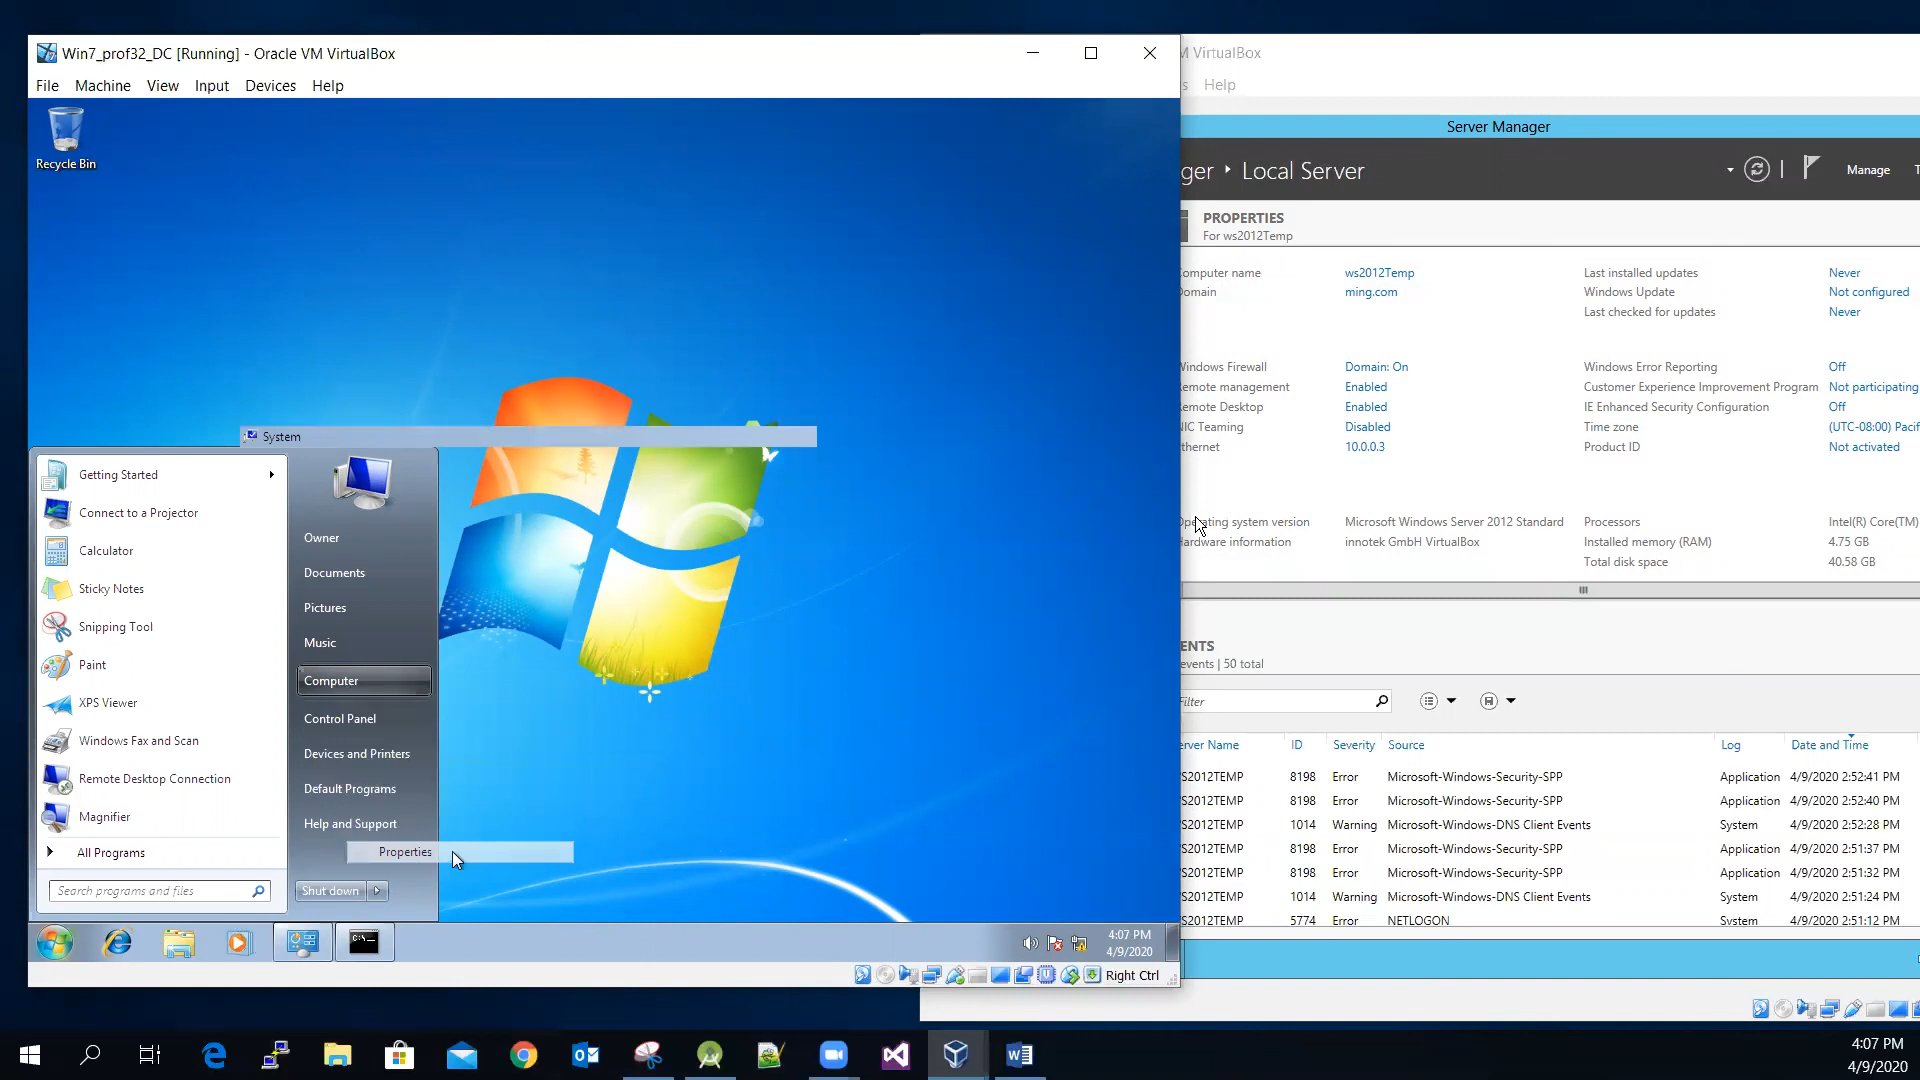 Win7_prof32_DC [Running] - Oracle VM VirtualBox
File Machine View Input Devices Help
Recycle Bin
System
Getting Started
Connect to a Projector
Calculator
Sticky Notes
Snipping Tool
Paint
XPS Viewer
Windows Fax and Scan
Remote Desktop Connection
Magnifier
All Programs
Search programs and files
Owner
Documents
Pictures
Music
Computer
Control Panel
Devices and Printers
Default Programs
Help and Support
Properties
Shut down
C:\
4:07 PM
4/9/2020
Right Ctrl
VM VirtualBox
Help
Server Manager
ger ‣ Local Server
Manage
PROPERTIES
For ws2012Temp
Computer name ws2012Temp Last installed updates Never
Domain ming.com Windows Update Not configured
Last checked for updates Never
Windows Firewall Domain: On Windows Error Reporting Off
Remote management Enabled Customer Experience Improvement Program Not participating
Remote Desktop Enabled IE Enhanced Security Configuration Off
NIC Teaming Disabled Time zone (UTC-08:00) Pacif
Ethernet 10.0.0.3 Product ID Not activated
Operating system version Microsoft Windows Server 2012 Standard Processors Intel(R) Core(TM)
Hardware information innotek GmbH VirtualBox Installed memory (RAM) 4.75 GB
Total disk space 40.58 GB
ENTS
events | 50 total
Filter
Server Name ID Severity Source Log Date and Time
S2012TEMP 8198 Error Microsoft-Windows-Security-SPP Application 4/9/2020 2:52:41 PM
S2012TEMP 8198 Error Microsoft-Windows-Security-SPP Application 4/9/2020 2:52:40 PM
S2012TEMP 1014 Warning Microsoft-Windows-DNS Client Events System 4/9/2020 2:52:28 PM
S2012TEMP 8198 Error Microsoft-Windows-Security-SPP Application 4/9/2020 2:51:37 PM
S2012TEMP 8198 Error Microsoft-Windows-Security-SPP Application 4/9/2020 2:51:32 PM
S2012TEMP 1014 Warning Microsoft-Windows-DNS Client Events System 4/9/2020 2:51:24 PM
S2012TEMP 5774 Error NETLOGON System 4/9/2020 2:51:12 PM
4:07 PM
4/9/2020